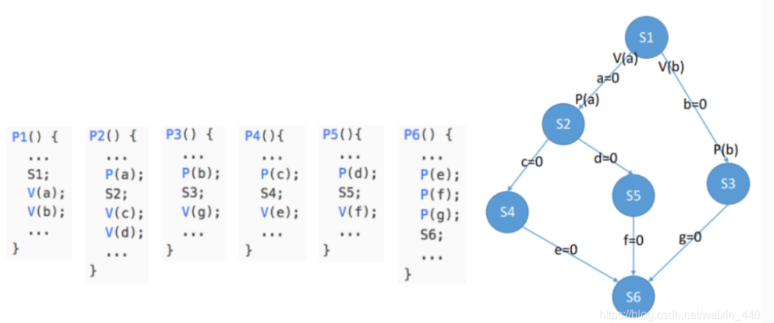 P1() {
...
S1;
V(a);
V(b);
...
}
P2() {
...
P(a);
S2;
V(c);
V(d);
...
}
P3() {
...
P(b);
S3;
V(g);
...
}
P4(){
...
P(c);
S4;
V(e);
...
}
P5(){
...
P(d);
S5;
V(f);
...
}
P6() {
...
P(e);
P(f);
P(g);
S6;
...
}
S1
V(a)
V(b)
a=0
b=0
P(a)
S2
P(b)
c=0
d=0
S3
S4
S5
e=0
f=0
g=0
S6
https://blog.csdn.net/weixin_440